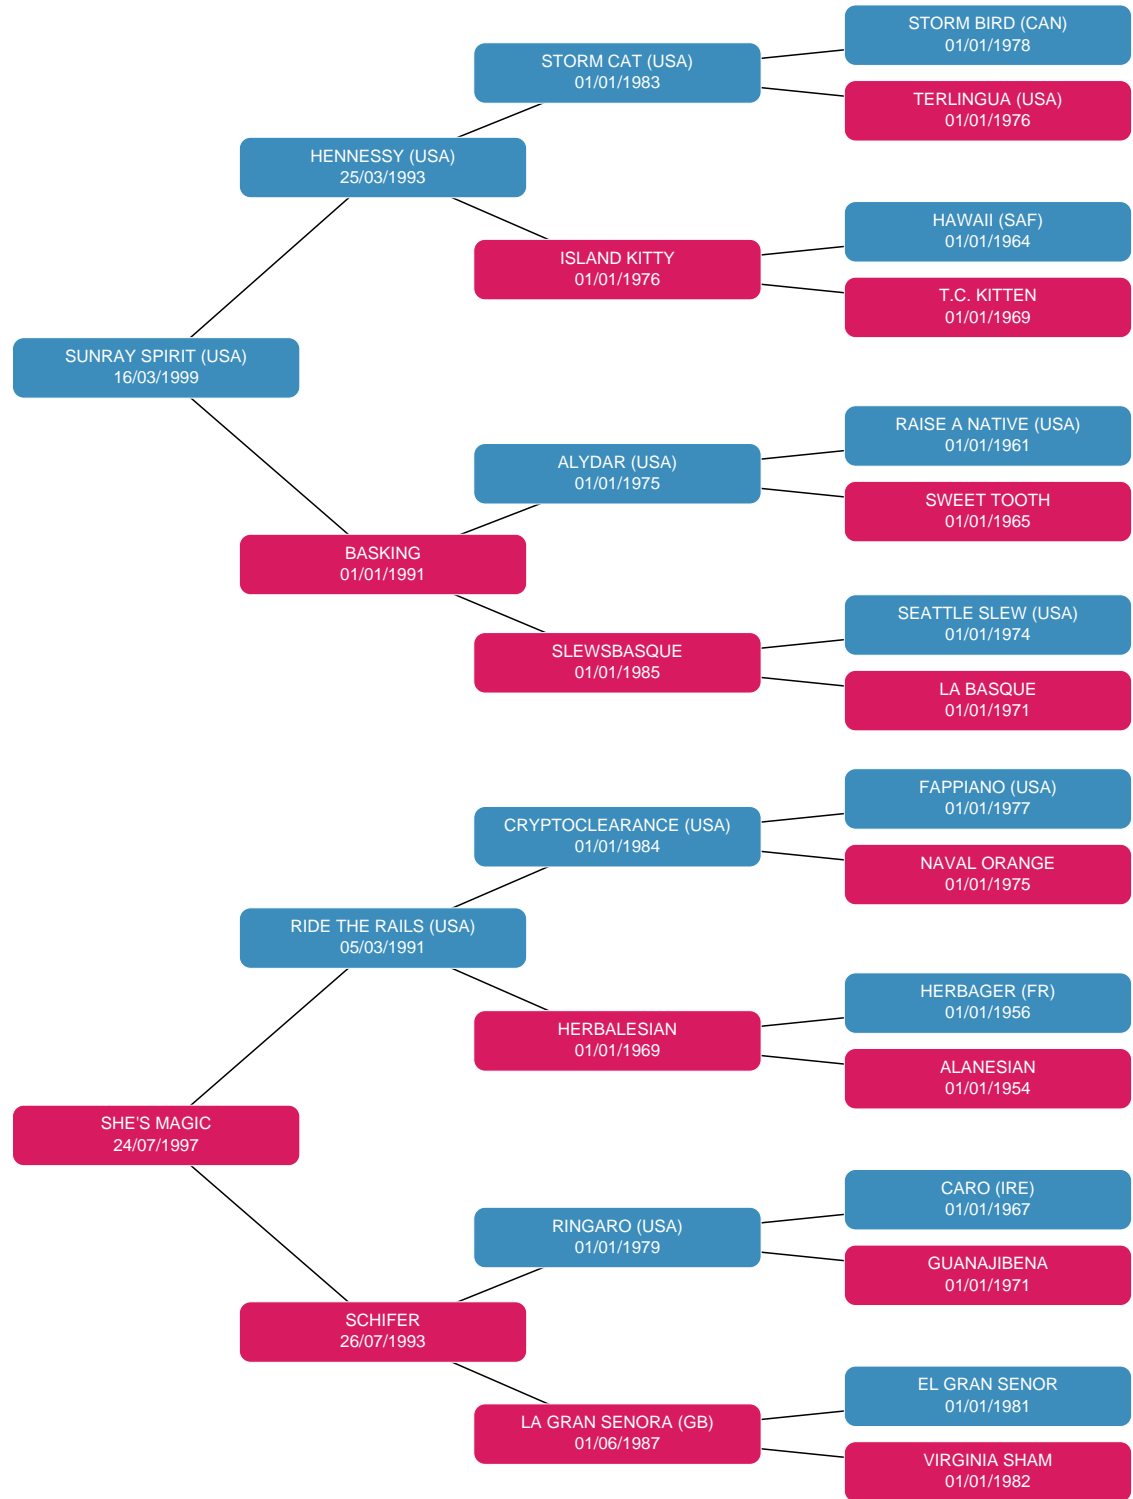 STORM BIRD (CAN)
01/01/1978
STORM CAT (USA)
01/01/1983
TERLINGUA (USA)
01/01/1976
HENNESSY (USA)
25/03/1993
HAWAII (SAF)
01/01/1964
ISLAND KITTY
01/01/1976
T.C. KITTEN
01/01/1969
SUNRAY SPIRIT (USA)
16/03/1999
RAISE A NATIVE (USA)
01/01/1961
ALYDAR (USA)
01/01/1975
SWEET TOOTH
01/01/1965
BASKING
01/01/1991
SEATTLE SLEW (USA)
01/01/1974
SLEWSBASQUE
01/01/1985
LA BASQUE
01/01/1971
FAPPIANO (USA)
01/01/1977
CRYPTOCLEARANCE (USA)
01/01/1984
NAVAL ORANGE
01/01/1975
RIDE THE RAILS (USA)
05/03/1991
HERBAGER (FR)
01/01/1956
HERBALESIAN
01/01/1969
ALANESIAN
01/01/1954
SHE'S MAGIC
24/07/1997
CARO (IRE)
01/01/1967
RINGARO (USA)
01/01/1979
GUANAJIBENA
01/01/1971
SCHIFER
26/07/1993
EL GRAN SENOR
01/01/1981
LA GRAN SENORA (GB)
01/06/1987
VIRGINIA SHAM
01/01/1982